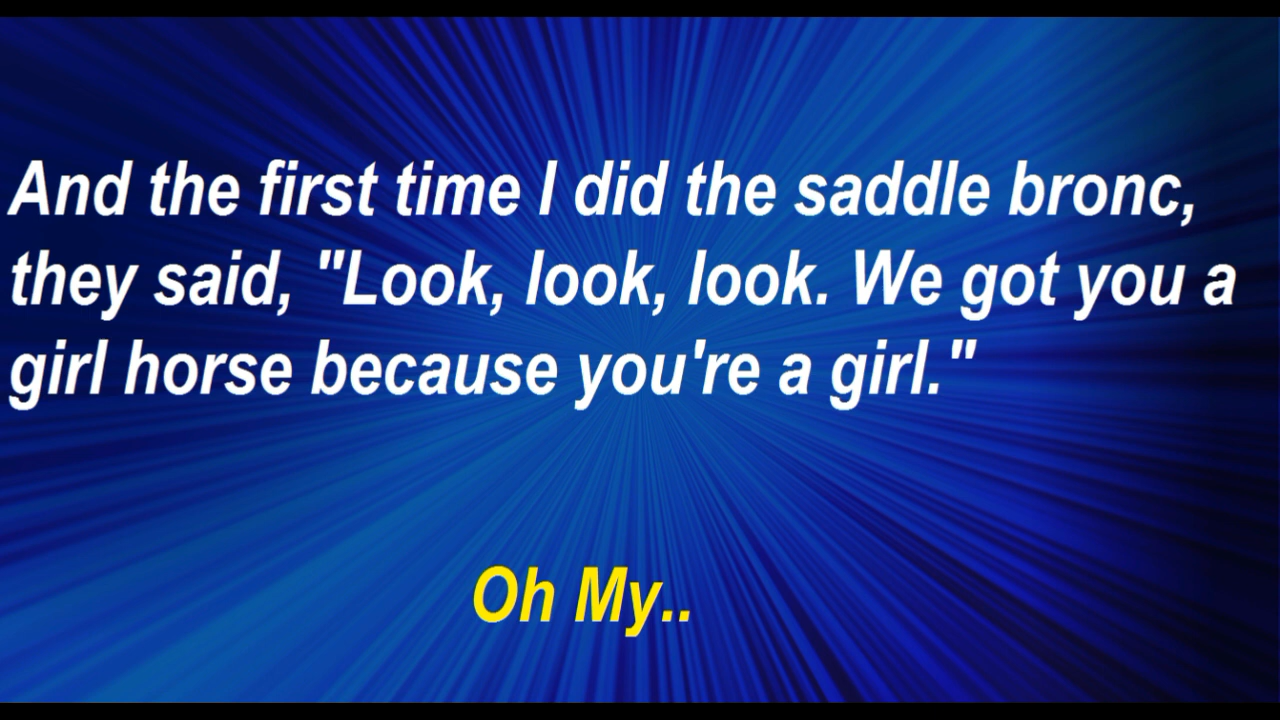 And the first time I did the saddle bronc,
they said, "Look, look, look. We got you a
girl horse because you're a girl."
Oh My..